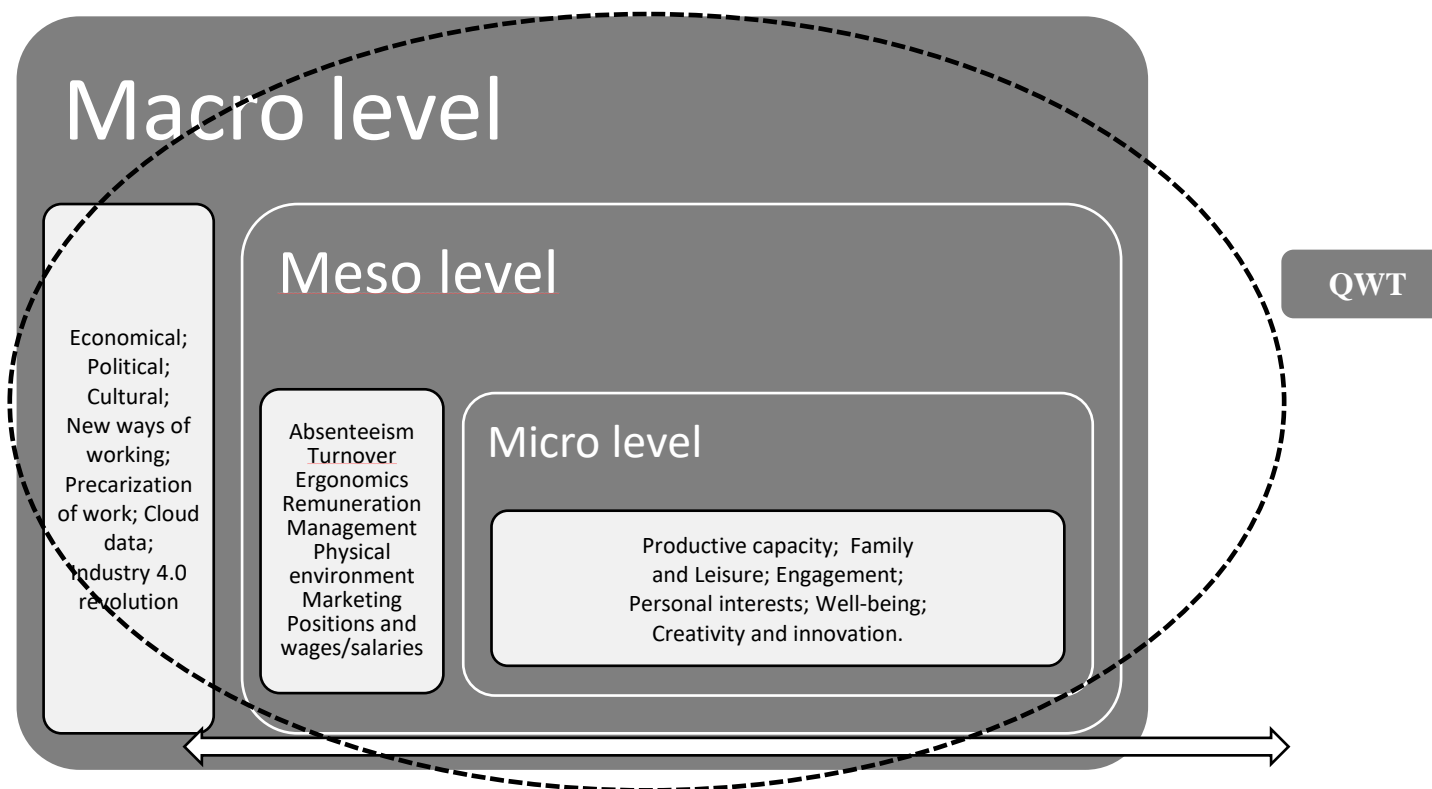 Macro level
Economical;
Political;
Cultural;
New ways of
working;
Precarization
of work; Cloud
data;
Industry 4.0
revolution
Meso level
Absenteeism
Turnover
Ergonomics
Remuneration
Management
Physical
environment
Marketing
Positions and
wages/salaries
Micro level
Productive capacity; Family
and Leisure; Engagement;
Personal interests; Well-being;
Creativity and innovation.
QWT